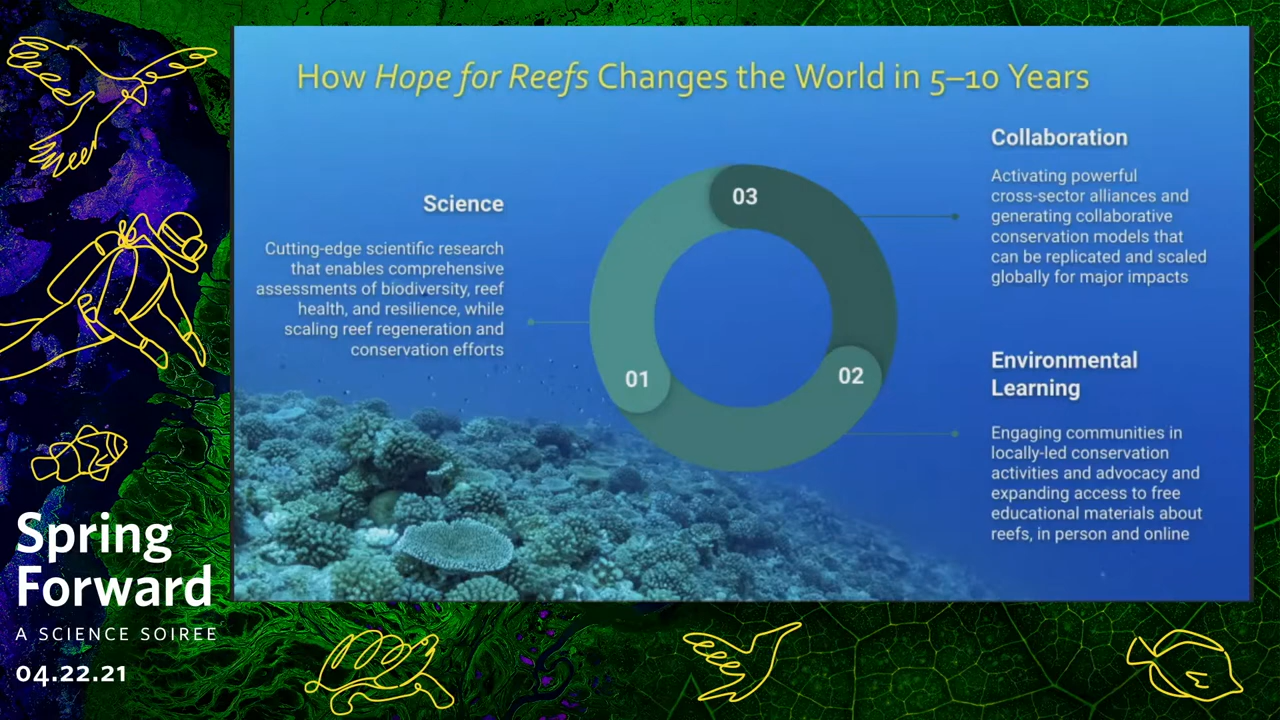 How Hope for Reefs Changes the World in 5–10 Years
Science
Cutting-edge scientific research
that enables comprehensive
assessments of biodiversity, reef
health, and resilience, while
scaling reef regeneration and
conservation efforts
03
01
02
Collaboration
Activating powerful
cross-sector alliances and
generating collaborative
conservation models that
can be replicated and scaled
globally for major impacts
Environmental
Learning
Engaging communities in
locally-led conservation
activities and advocacy and
expanding access to free
educational materials about
reefs, in person and online
Spring
Forward
A SCIENCE SOIREE
04.22.21